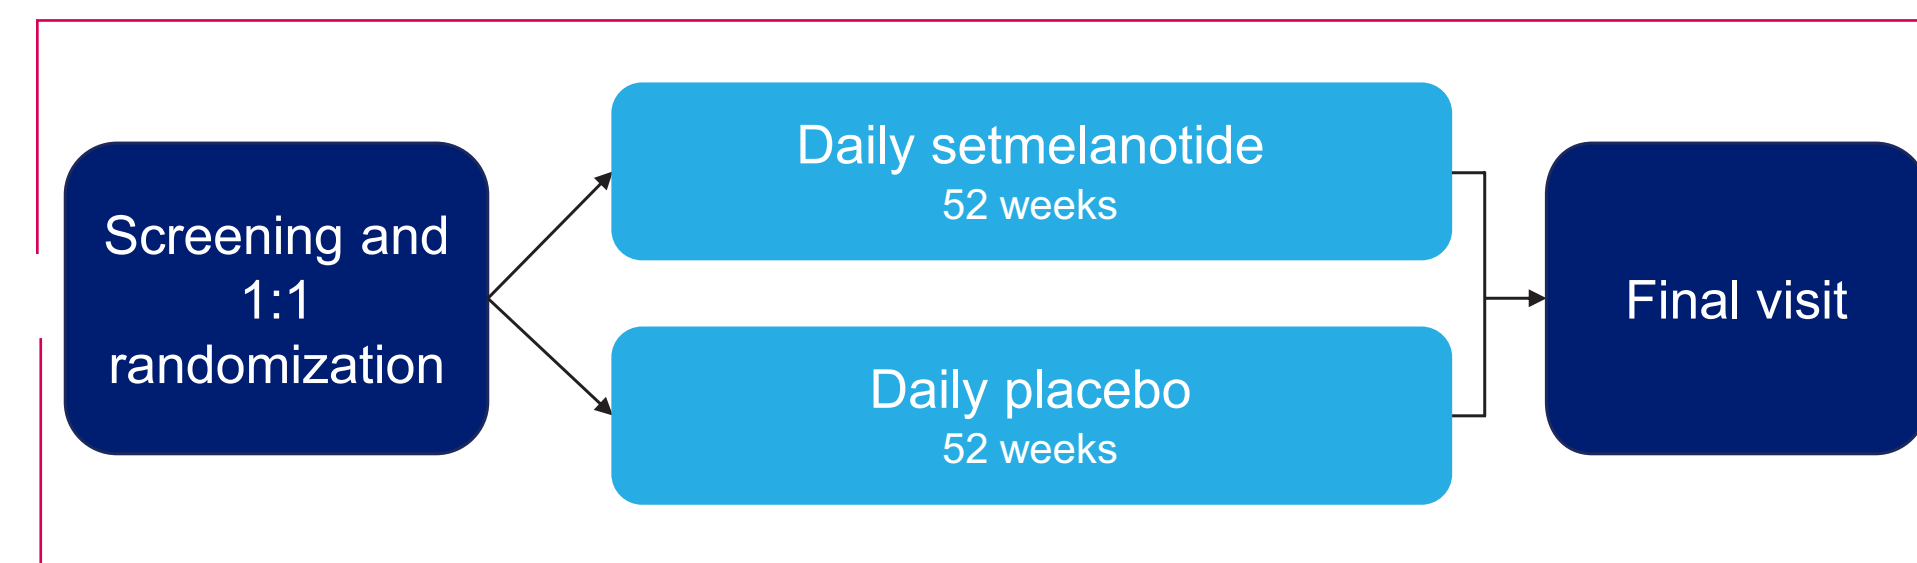 Screening and
1:1
randomization
Daily setmelanotide
52 weeks
Daily placebo
52 weeks
Final visit